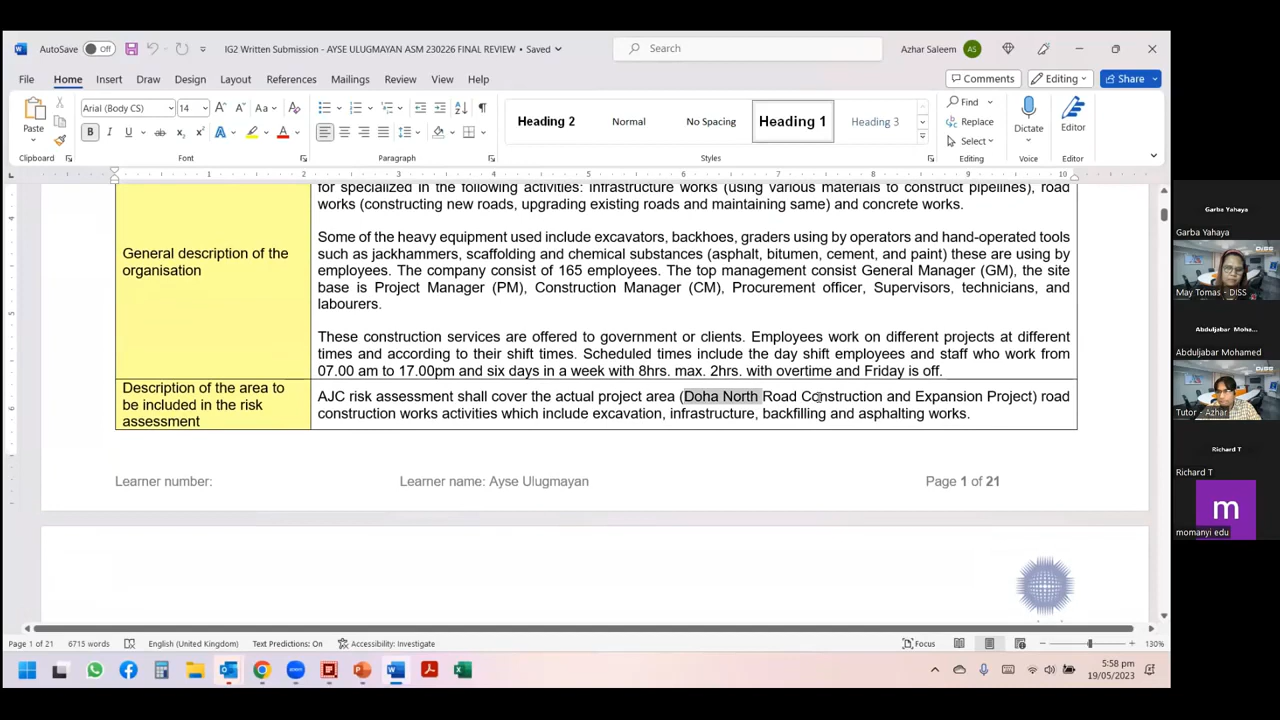 AutoSave Off IG2 Written Submission - AYSE ULUGMAYAN ASM 230226 FINAL REVIEW • Saved Search Azhar Saleem AS
File Home Insert Draw Design Layout References Mailings Review View Help Comments Editing Share
Arial (Body CS) 14 Aa Heading 2 Normal No Spacing Heading 1 Heading 3 Find Replace Select
Paste Dictate Editor
Clipboard Font Paragraph Styles Editing Voice Editor
for specialized in the following activities: Infrastructure works (using various materials to construct pipelines), road
works (constructing new roads, upgrading existing roads and maintaining same) and concrete works.
General description of the organisation
Some of the heavy equipment used include excavators, backhoes, graders using by operators and hand-operated tools
such as jackhammers, scaffolding and chemical substances (asphalt, bitumen, cement, and paint) these are using by
employees. The company consist of 165 employees. The top management consist General Manager (GM), the site
base is Project Manager (PM), Construction Manager (CM), Procurement officer, Supervisors, technicians, and
labourers.
These construction services are offered to government or clients. Employees work on different projects at different
times and according to their shift times. Scheduled times include the day shift employees and staff who work from
07.00 am to 17.00pm and six days in a week with 8hrs. max. 2hrs. with overtime and Friday is off.
Description of the area to
be included in the risk
assessment
AJC risk assessment shall cover the actual project area (Doha North Road Construction and Expansion Project) road
construction works activities which include excavation, infrastructure, backfilling and asphalting works.
Learner number: Learner name: Ayse Ulugmayan Page 1 of 21
Page 1 of 21 6715 words English (United Kingdom) Text Predictions: On Accessibility: Investigate Focus 130%
5:58 pm
19/05/2023
Garba Yahaya
Garba Yahaya
May Tomas - DISS
Abduljabar Moha...
Abduljabar Mohamed
Tutor - Azhar
Richard T
Richard T
m
momanyi edu